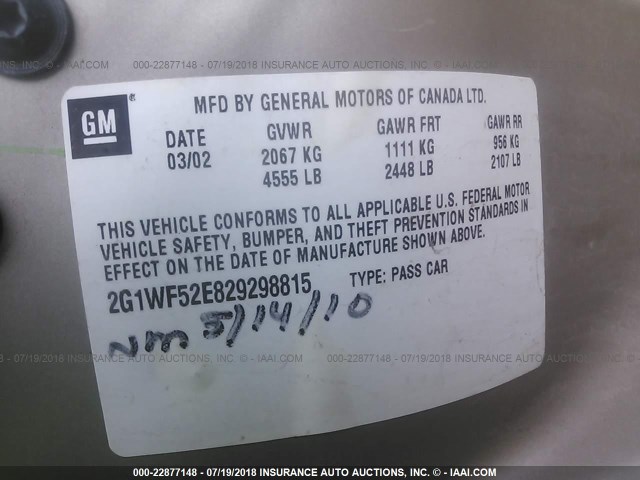 000-22877148 - 07/19/2018 INSURANCE AUTO AUCTIONS, INC. ® - IAAI.COM
GM ®
MFD BY GENERAL MOTORS OF CANADA LTD.
DATE GVWR GAWR FRT GAWR RR
03/02 2067 KG 1111 KG 956 KG
4555 LB 2448 LB 2107 LB
THIS VEHICLE CONFORMS TO ALL APPLICABLE U.S. FEDERAL MOTOR
VEHICLE SAFETY, BUMPER, AND THEFT PREVENTION STANDARDS IN
EFFECT ON THE DATE OF MANUFACTURE SHOWN ABOVE.
2G1WF52E829298815 TYPE: PASS CAR
NM 5/14/10
000-22877148 - 07/19/2018 INSURANCE AUTO AUCTIONS, INC. ® - IAAI.COM
000-22877148 - 07/19/2018 INSURANCE AUTO AUCTIONS, INC. ® - IAAI.COM